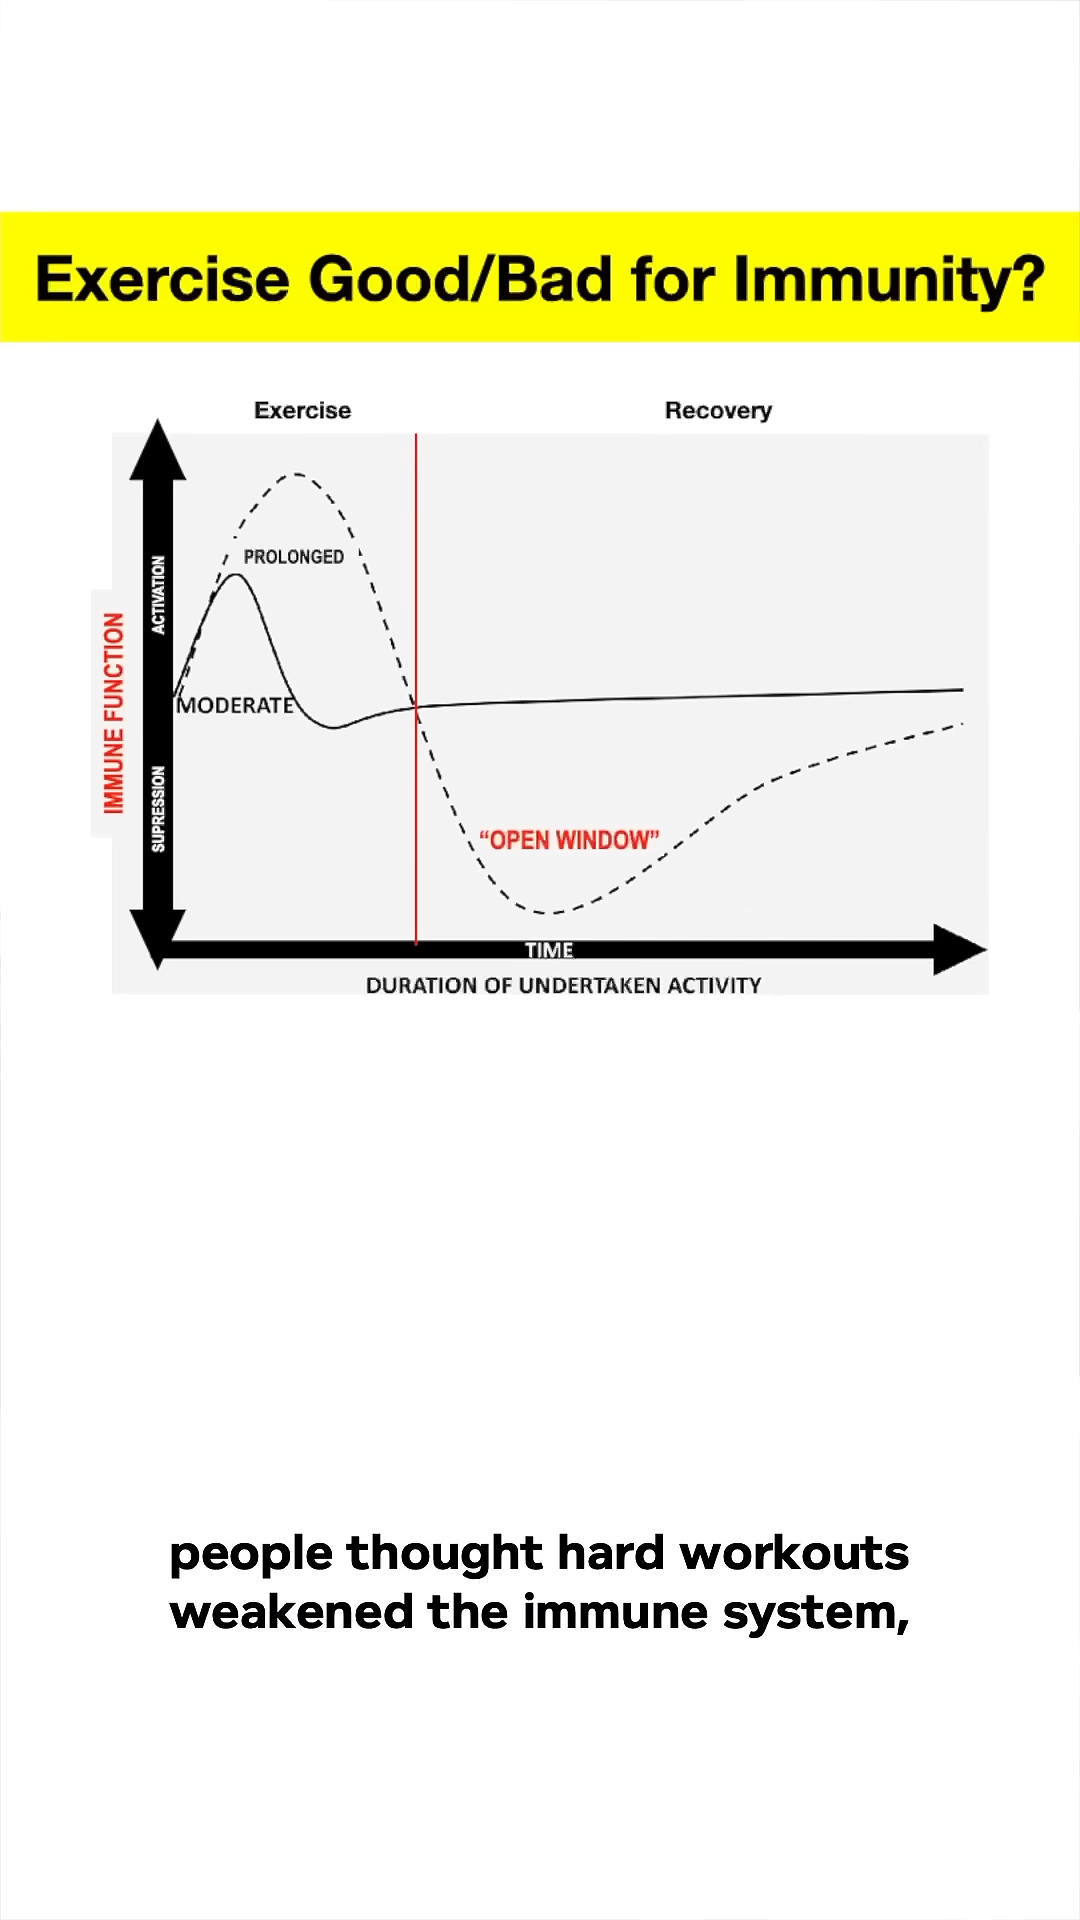 Exercise Good/Bad for Immunity?
Exercise
Recovery
PROLONGED
MODERATE
IMMUNE FUNCTION
ACTIVATION
SUPRESSION
“OPEN WINDOW”
TIME
DURATION OF UNDERTAKEN ACTIVITY
people thought hard workouts
weakened the immune system,